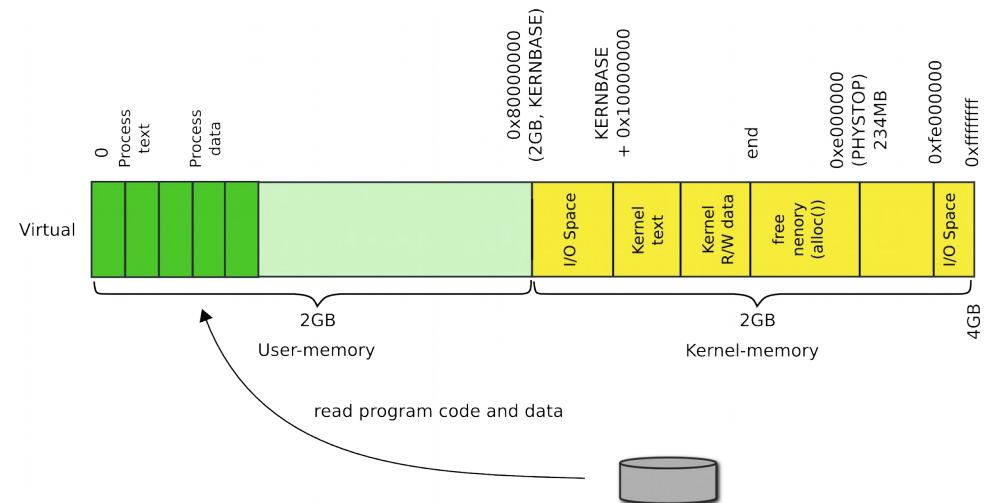 0
Process
text
Process
data
0x80000000
(2GB, KERNBASE)
KERNBASE
+ 0x10000000
end
0xe000000
(PHYSTOP)
234MB
0xfe000000
0xffffffff
Virtual
I/O Space
Kernel
text
Kernel
R/W data
free
nenory
(alloc())
I/O Space
2GB
User-memory
2GB
Kernel-memory
4GB
read program code and data